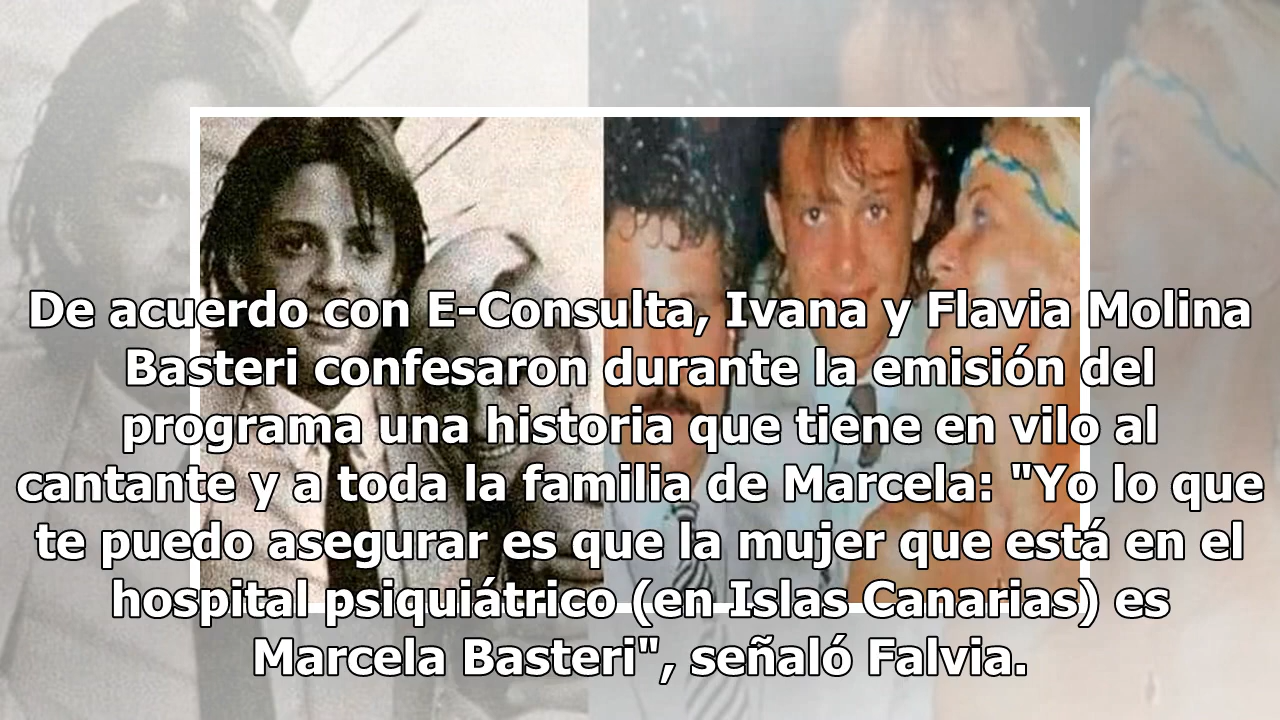 De acuerdo con E-Consulta, Ivana y Flavia Molina
Basteri confesaron durante la emisión del
programa una historia que tiene en vilo al
cantante y a toda la familia de Marcela: "Yo lo que
te puedo asegurar es que la mujer que está en el
hospital psiquiátrico (en Islas Canarias) es
Marcela Basteri", señaló Falvia.